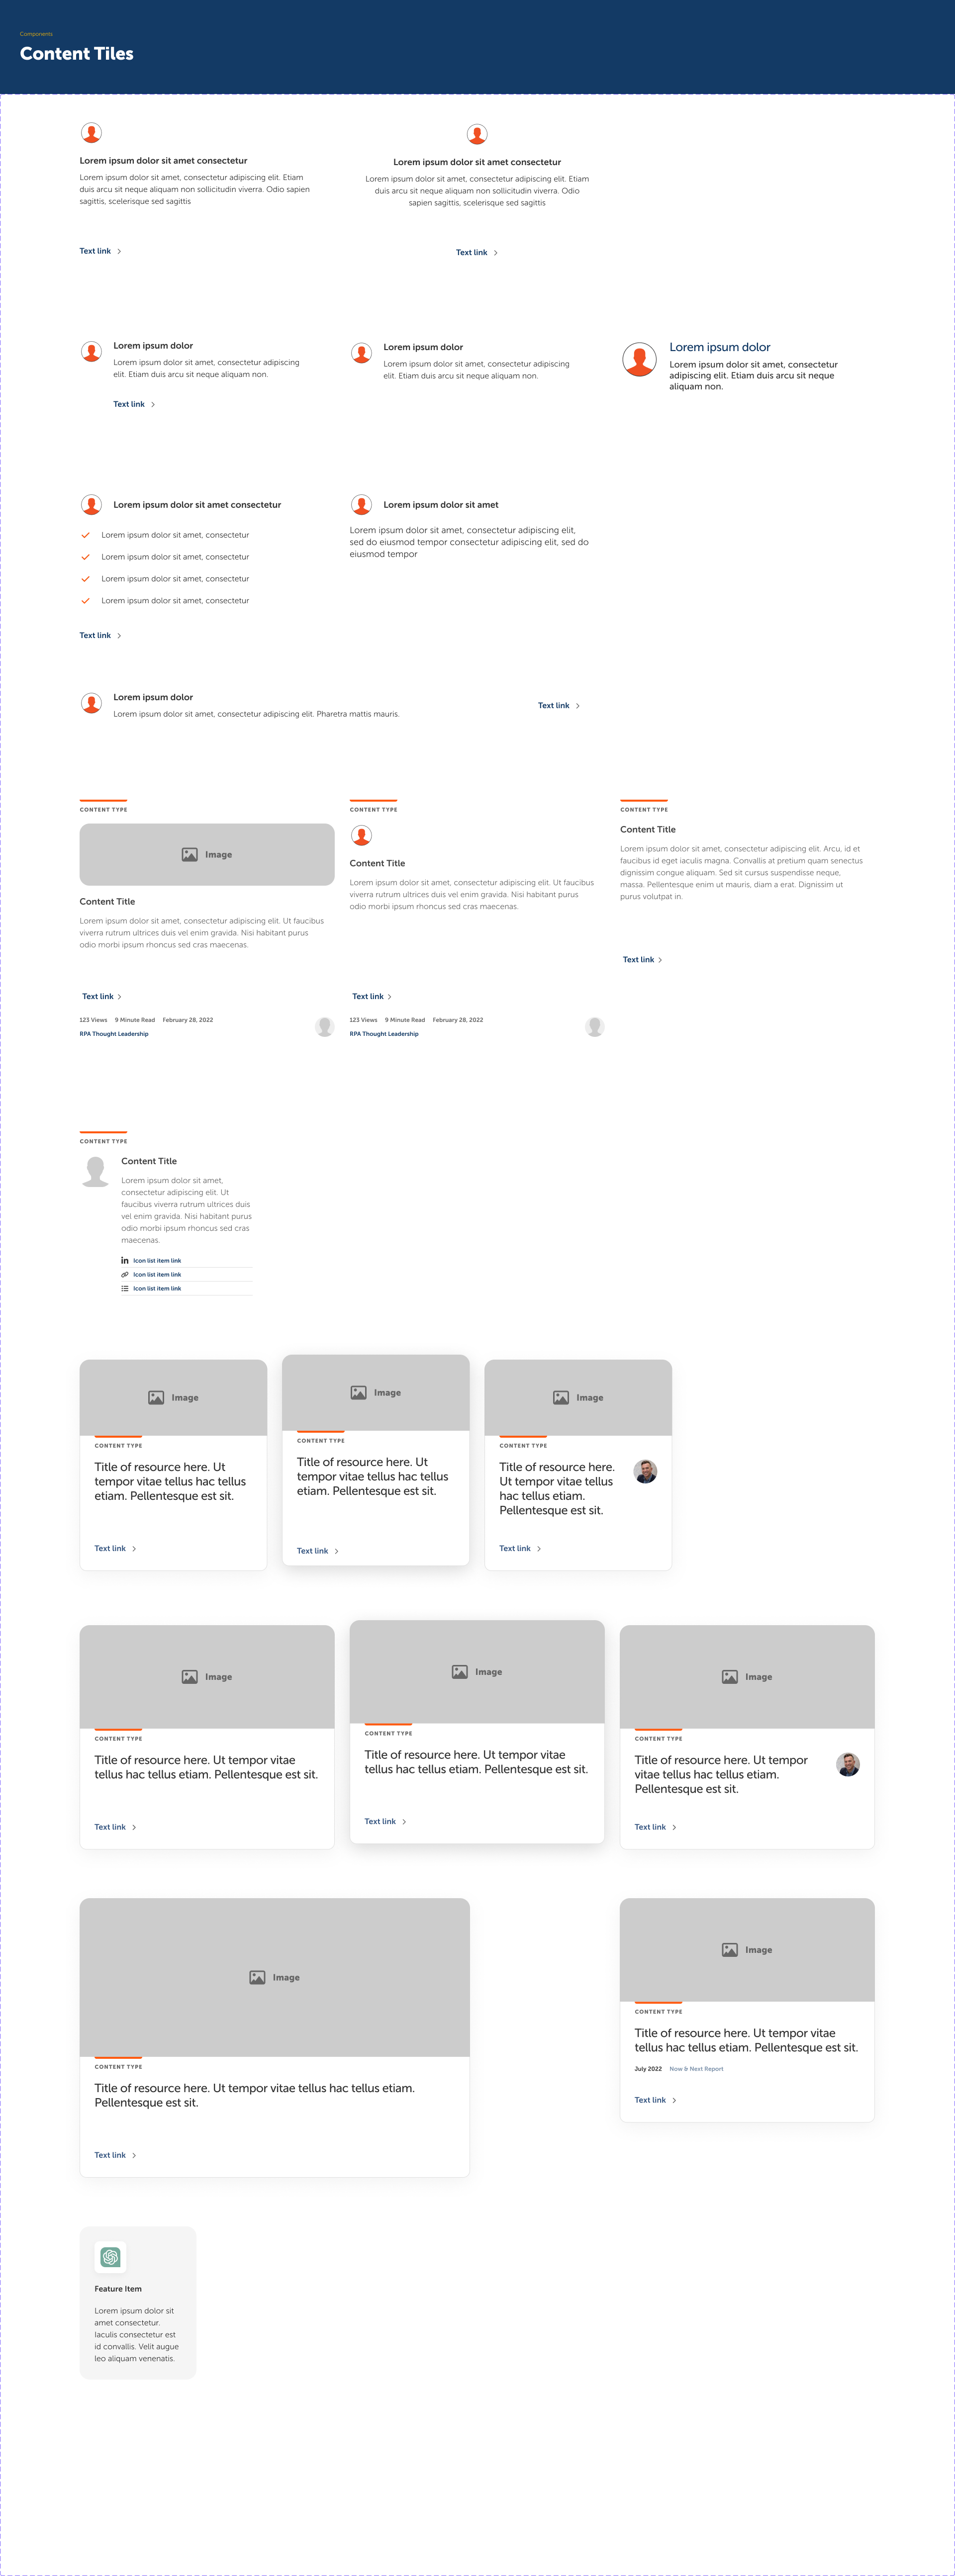 Components
Content Tiles
Lorem ipsum dolor sit amet consectetur
Lorem ipsum dolor sit amet, consectetur adipiscing elit. Etiam
duis arcu sit neque aliquam non sollicitudin viverra. Odio sapien
sagittis, scelerisque sed sagittis
Text link
Lorem ipsum dolor sit amet consectetur
Lorem ipsum dolor sit amet, consectetur adipiscing elit. Etiam
duis arcu sit neque aliquam non sollicitudin viverra. Odio
sapien sagittis, scelerisque sed sagittis
Text link
Lorem ipsum dolor
Lorem ipsum dolor sit amet, consectetur adipiscing
elit. Etiam duis arcu sit neque aliquam non.
Text link
Lorem ipsum dolor
Lorem ipsum dolor sit amet, consectetur adipiscing
elit. Etiam duis arcu sit neque aliquam non.
Lorem ipsum dolor
Lorem ipsum dolor sit amet, consectetur
adipiscing elit. Etiam duis arcu sit neque
aliquam non.
Lorem ipsum dolor sit amet consectetur
Lorem ipsum dolor sit amet, consectetur
Lorem ipsum dolor sit amet, consectetur
Lorem ipsum dolor sit amet, consectetur
Lorem ipsum dolor sit amet, consectetur
Text link
Lorem ipsum dolor sit amet
Lorem ipsum dolor sit amet, consectetur adipiscing elit,
sed do eiusmod tempor consectetur adipiscing elit, sed do
eiusmod tempor
Lorem ipsum dolor
Lorem ipsum dolor sit amet, consectetur adipiscing elit. Pharetra mattis mauris.
Text link
CONTENT TYPE
Image
Content Title
Lorem ipsum dolor sit amet, consectetur adipiscing elit. Ut faucibus
viverra rutrum ultrices duis vel enim gravida. Nisi habitant purus
odio morbi ipsum rhoncus sed cras maecenas.
Text link
123 Views 9 Minute Read February 28, 2022
RPA Thought Leadership
CONTENT TYPE
Content Title
Lorem ipsum dolor sit amet, consectetur adipiscing elit. Ut faucibus
viverra rutrum ultrices duis vel enim gravida. Nisi habitant purus
odio morbi ipsum rhoncus sed cras maecenas.
Text link
123 Views 9 Minute Read February 28, 2022
RPA Thought Leadership
CONTENT TYPE
Content Title
Lorem ipsum dolor sit amet, consectetur adipiscing elit. Arcu, id et
faucibus id eget iaculis magna. Convallis at pretium quam senectus
dignissim congue aliquam. Sed sit cursus suspendisse neque,
massa. Pellentesque enim ut mauris, diam a erat. Dignissim ut
purus volutpat in.
Text link
CONTENT TYPE
Content Title
Lorem ipsum dolor sit amet,
consectetur adipiscing elit. Ut
faucibus viverra rutrum ultrices duis
vel enim gravida. Nisi habitant purus
odio morbi ipsum rhoncus sed cras
maecenas.
Icon list item link
Icon list item link
Icon list item link
Image
CONTENT TYPE
Title of resource here. Ut
tempor vitae tellus hac tellus
etiam. Pellentesque est sit.
Text link
Image
CONTENT TYPE
Title of resource here. Ut
tempor vitae tellus hac tellus
etiam. Pellentesque est sit.
Text link
Image
CONTENT TYPE
Title of resource here.
Ut tempor vitae tellus
hac tellus etiam.
Pellentesque est sit.
Text link
Image
CONTENT TYPE
Title of resource here. Ut tempor vitae
tellus hac tellus etiam. Pellentesque est sit.
Text link
Image
CONTENT TYPE
Title of resource here. Ut tempor vitae
tellus hac tellus etiam. Pellentesque est sit.
Text link
Image
CONTENT TYPE
Title of resource here. Ut tempor
vitae tellus hac tellus etiam.
Pellentesque est sit.
Text link
Image
CONTENT TYPE
Title of resource here. Ut tempor vitae tellus hac tellus etiam.
Pellentesque est sit.
Text link
Image
CONTENT TYPE
Title of resource here. Ut tempor vitae
tellus hac tellus etiam. Pellentesque est sit.
July 2022 Now & Next Report
Text link
Feature Item
Lorem ipsum dolor sit
amet consectetur.
Iaculis consectetur est
id convallis. Velit augue
leo aliquam venenatis.